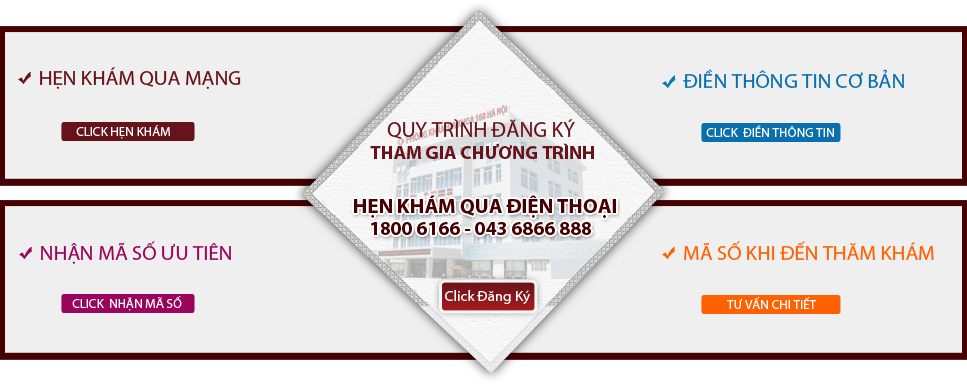 HẸN KHÁM QUA MẠNG
CLICK HẸN KHÁM
ĐIỀN THÔNG TIN CƠ BẢN
CLICK ĐIỀN THÔNG TIN
QUY TRÌNH ĐĂNG KÝ
THAM GIA CHƯƠNG TRÌNH
HẸN KHÁM QUA ĐIỆN THOẠI
1800 6166 - 043 6866 888
Click Đăng Ký
NHẬN MÃ SỐ ƯU TIÊN
CLICK NHẬN MÃ SỐ
MÃ SỐ KHI ĐẾN THĂM KHÁM
TƯ VẤN CHI TIẾT